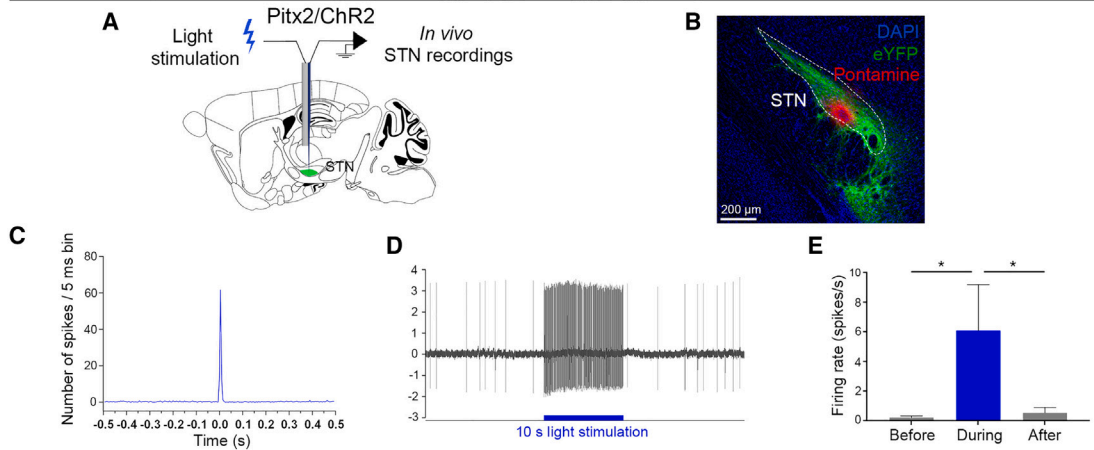 A
Pitx2/ChR2
Light
stimulation
In vivo
STN recordings
STN
B
DAPI
eYFP
Pontamine
STN
200 µm
C
Number of spikes / 5 ms bin
80
60
40
20
0
-0.5 -0.4 -0.3 -0.2 -0.1 0.0 0.1 0.2 0.3 0.4 0.5
Time (s)
D
4
3
2
1
0
-1
-2
-3
10 s light stimulation
E
Firing rate (spikes/s)
10
8
6
4
2
0
* *
Before During After